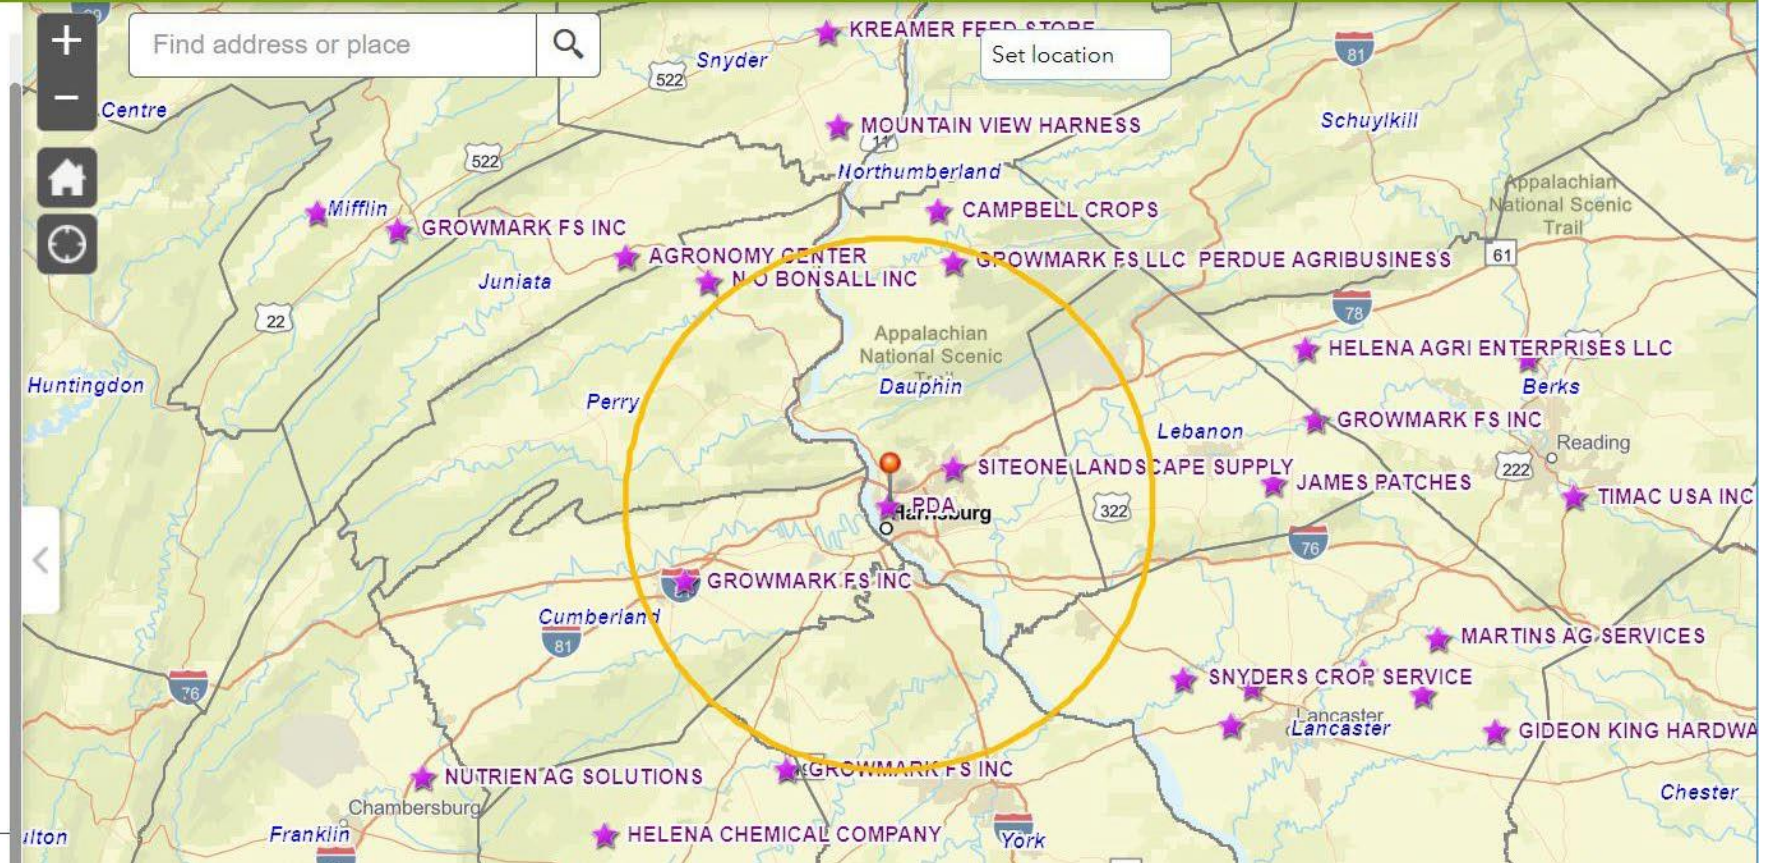 +
Find address or place
KREAMER FEED STORE
Set location
81
Snyder
522
−
Centre
Schuylkill
MOUNTAIN VIEW HARNESS
11
522
Northumberland
Appalachian
National Scenic
Trail
Mifflin
CAMPBELL CROPS
GROWMARK FS INC
AGRONOMY CENTER
GROWMARK FS LLC
PERDUE AGRIBUSINESS
61
Juniata
N O BONSALL INC
22
78
Appalachian
National Scenic
Trail
HELENA AGRI ENTERPRISES LLC
Huntingdon
Dauphin
Berks
Perry
GROWMARK FS INC
Lebanon
Reading
SITEONE LANDSCAPE SUPPLY
222
JAMES PATCHES
TIMAC USA INC
PDA
Harrisburg
322
76
GROWMARK FS INC
Cumberland
81
MARTINS AG SERVICES
76
SNYDERS CROP SERVICE
Lancaster
Lancaster
GIDEON KING HARDWA
NUTRIEN AG SOLUTIONS
GROWMARK FS INC
Chambersburg
Chester
ulton
Franklin
HELENA CHEMICAL COMPANY
York